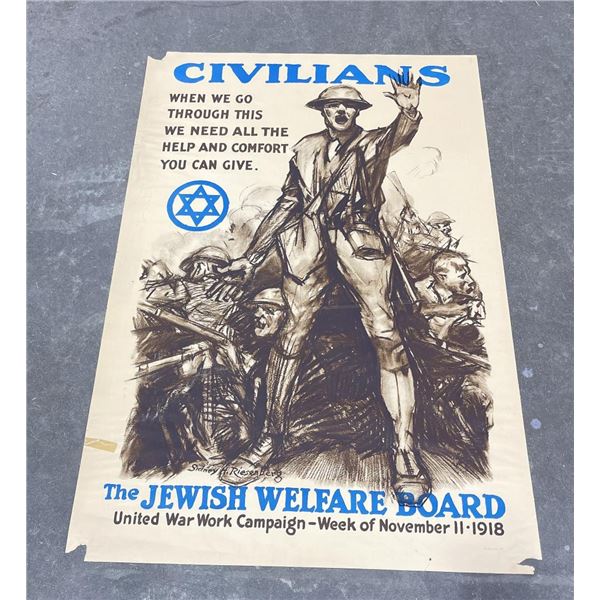 CIVILIANS
WHEN WE GO
THROUGH THIS
WE NEED ALL THE
HELP AND COMFORT
YOU CAN GIVE.
Sidney H. Riesenberg
The JEWISH WELFARE BOARD
United War Work Campaign - Week of November 11 · 1918